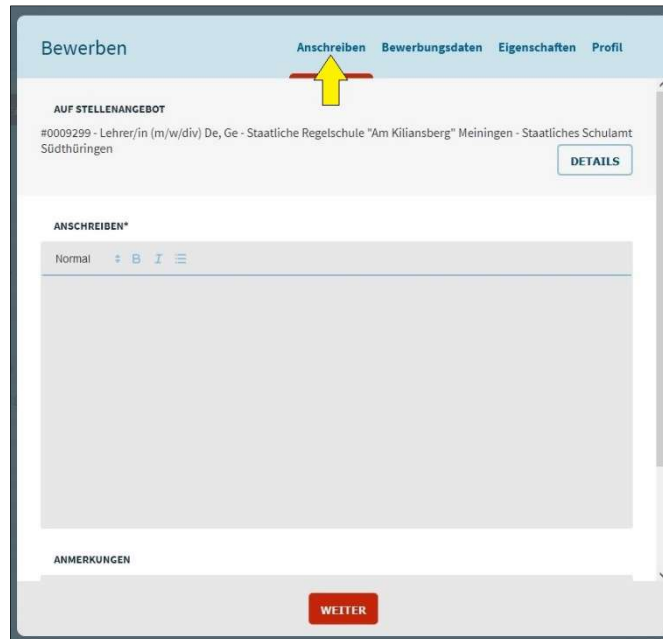 Bewerben
Anschreiben Bewerbungsdaten Eigenschaften Profil
AUF STELLENANGEBOT
#0009299 - Lehrer/in (m/w/div) De, Ge - Staatliche Regelschule "Am Kiliansberg" Meiningen - Staatliches Schulamt
Südthüringen
DETAILS
ANSCHREIBEN*
Normal B I
ANMERKUNGEN
WEITER